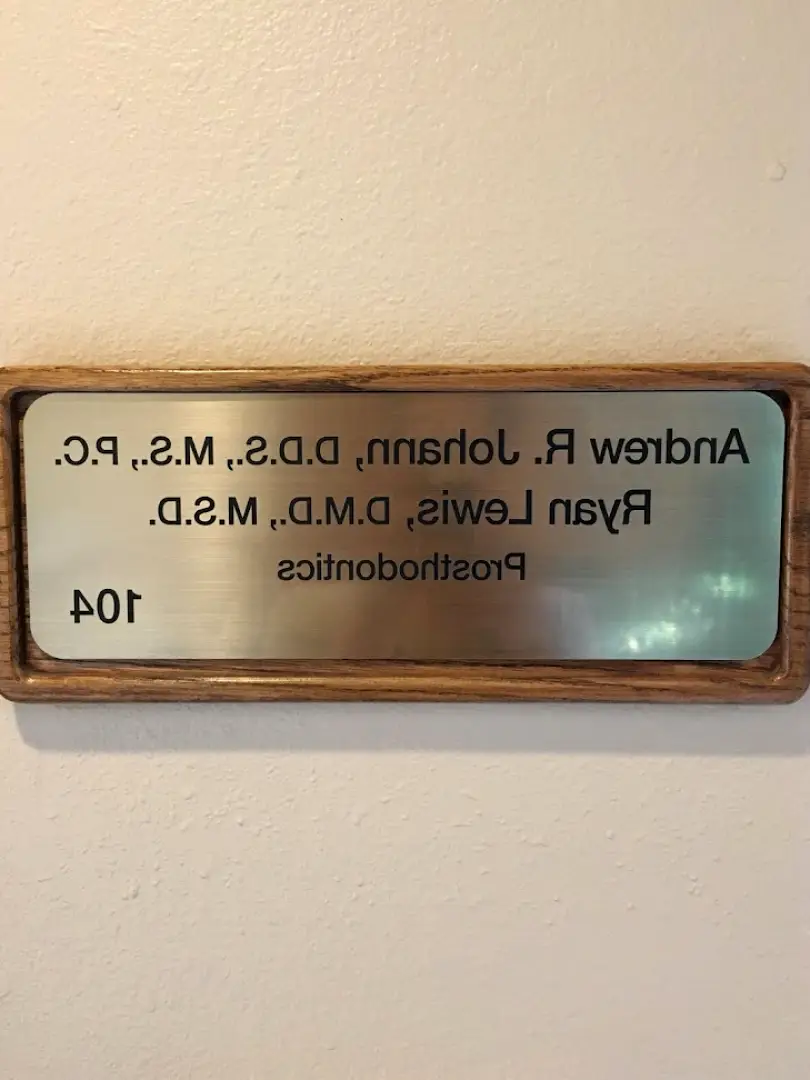 Andrew R. Johann, D.D.S., M.S., P.C.
Ryan Lewis, D.M.D., M.S.D.
Prosthodontics
104